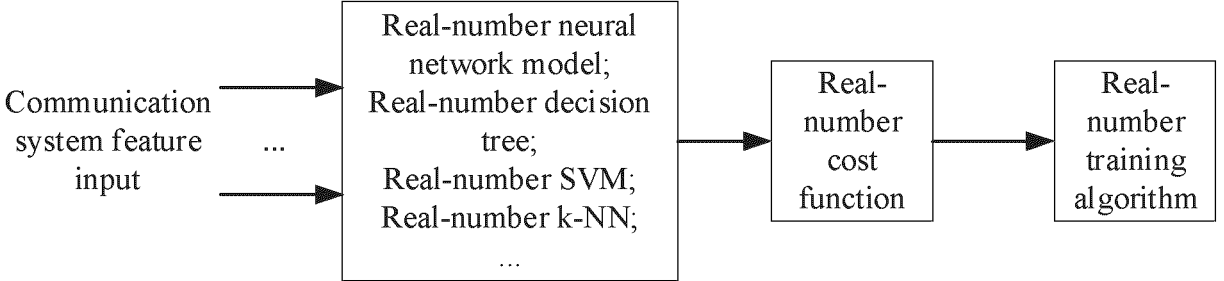 Communication
system feature
input
...
Real-number neural
network model;
Real-number decision
tree;
Real-number SVM;
Real-number k-NN;
...
Real-
number
cost
function
Real-
number
training
algorithm